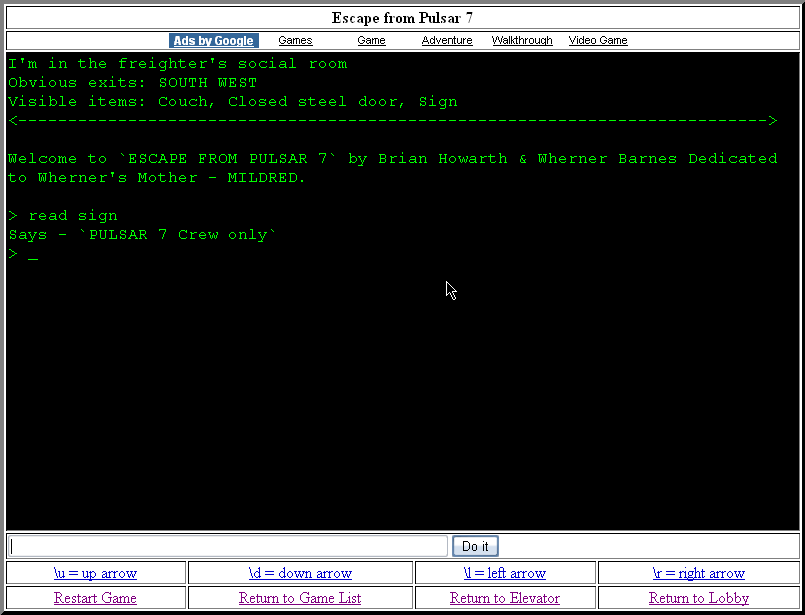 Escape from Pulsar 7
Ads by Google Games Game Adventure Walkthrough Video Game
I'm in the freighter's social room
Obvious exits: SOUTH WEST
Visible items: Couch, Closed steel door, Sign
<--------------------------------------------------------------------------->
Welcome to `ESCAPE FROM PULSAR 7` by Brian Howarth & Wherner Barnes Dedicated
to Wherner's Mother - MILDRED.
> read sign
Says - `PULSAR 7 Crew only`
> _
Do it
\u = up arrow \d = down arrow \l = left arrow \r = right arrow
Restart Game Return to Game List Return to Elevator Return to Lobby